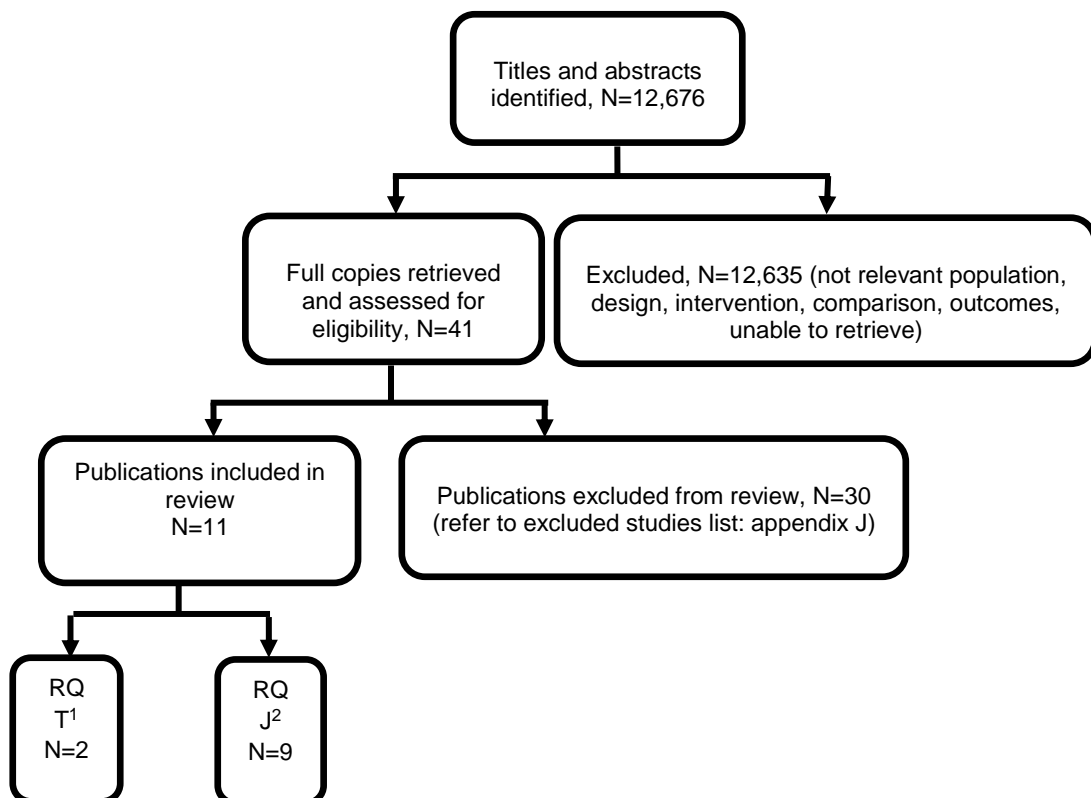 Titles and abstracts
identified, N=12,676
Full copies retrieved
and assessed for
eligibility, N=41
Excluded, N=12,635 (not relevant population,
design, intervention, comparison, outcomes,
unable to retrieve)
Publications included in
review
N=11
Publications excluded from review, N=30
(refer to excluded studies list: appendix J)
RQ
T¹
N=2
RQ
J²
N=9